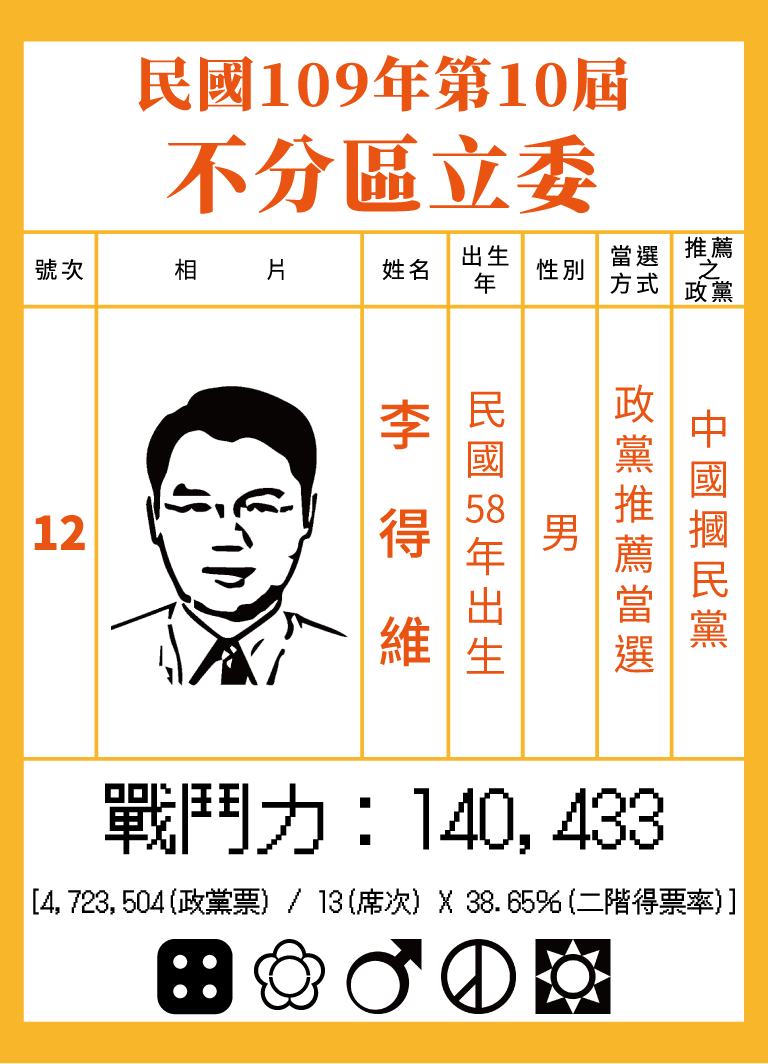 民國109年第10屆
不分區立委
號次
相片
姓名
出生
年
性別
當選
方式
推薦
之
政黨
12
李得維
民國58年出生
男
政黨推薦當選
中國摑民黨
戰鬥力：140,433
[4,723,504(政黨票) / 13(席次) X 38.65%(二階得票率)]